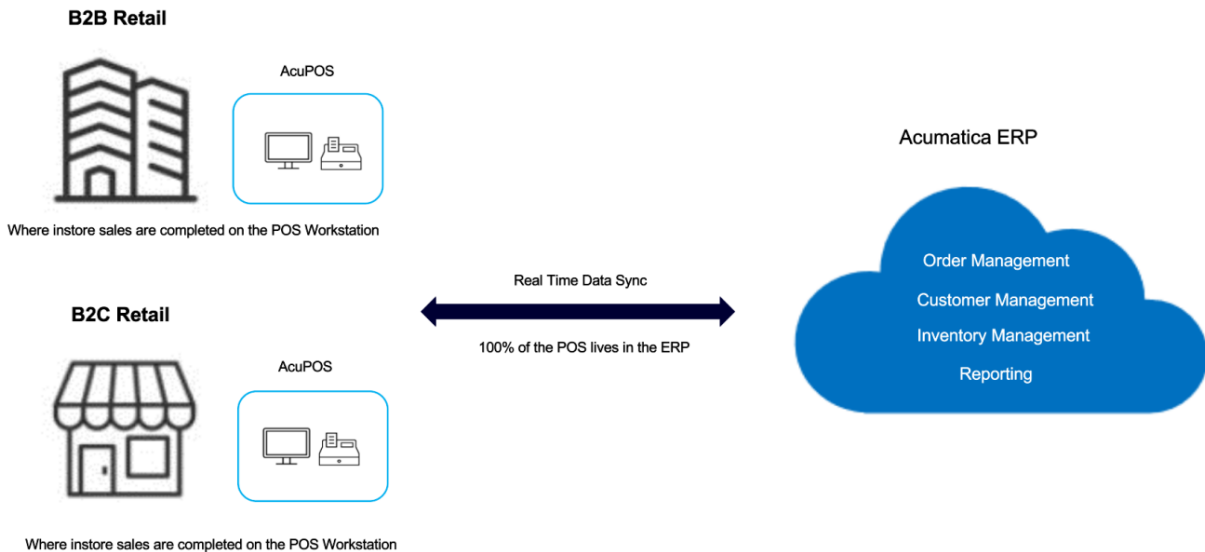 B2B Retail
AcuPOS
Where instore sales are completed on the POS Workstation
B2C Retail
AcuPOS
Where instore sales are completed on the POS Workstation
Real Time Data Sync
100% of the POS lives in the ERP
Acumatica ERP
Order Management
Customer Management
Inventory Management
Reporting